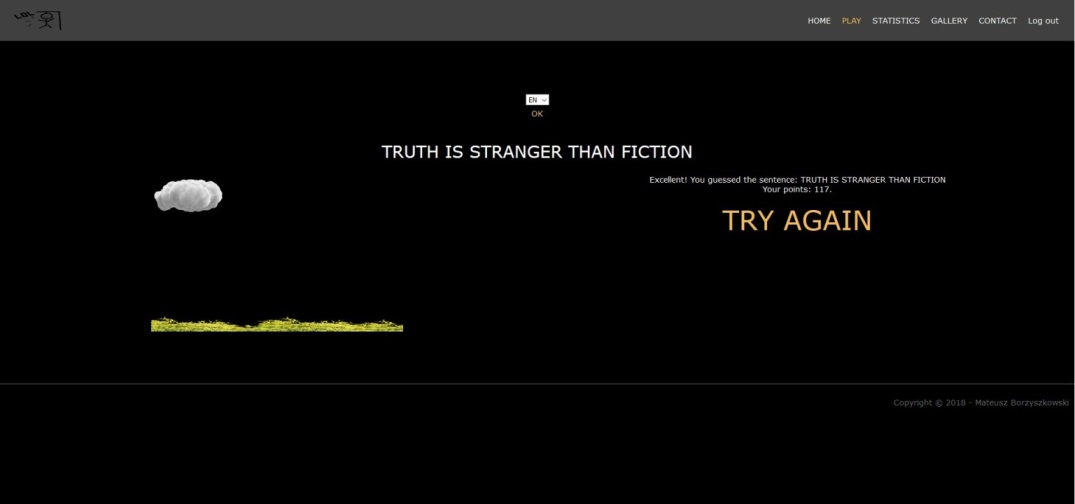 LOL
HOME PLAY STATISTICS GALLERY CONTACT Log out
EN
OK
TRUTH IS STRANGER THAN FICTION
Excellent! You guessed the sentence: TRUTH IS STRANGER THAN FICTION
Your points: 117.
TRY AGAIN
Copyright © 2018 - Mateusz Borzyszkowski